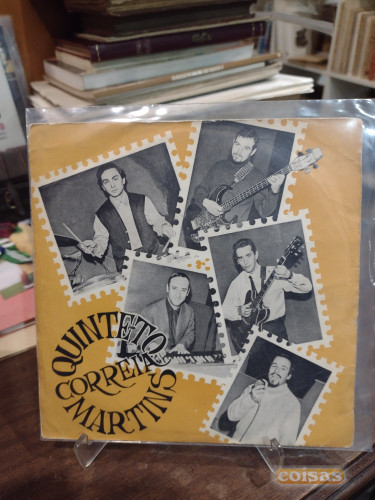 QUINTETO
CORREIA
MARTINS
coisas